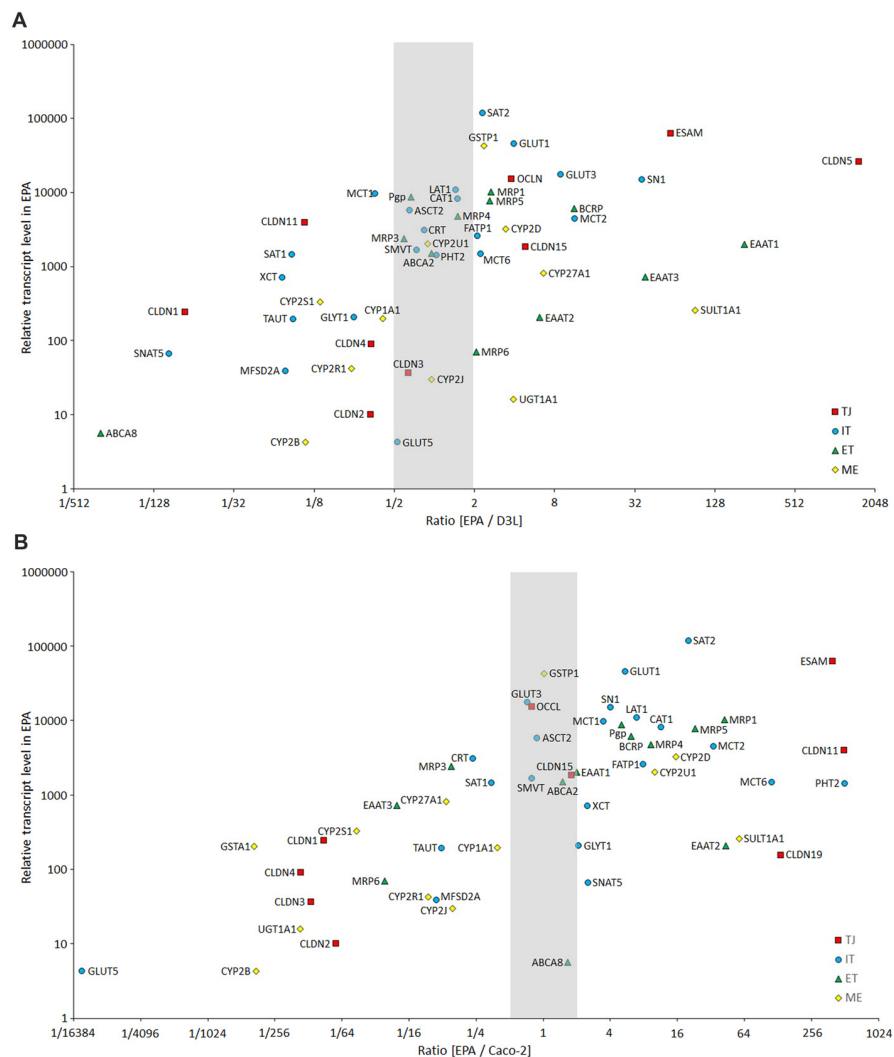 A
1000000
SAT2
100000
GSTP1
GLUT1
ESAM
CLDN5
OCLN
GLUT3
SN1
MCT1
LAT1
Pgp
CAT1
MRP1
MRP5
10000
ASCT2
MRP4
BCRP
MCT2
CLDN11
CRT
FATP1
CYP2D
MRP3
CYP2U1
CLDN15
EAAT1
SAT1
SMVT
ABCA2
PHT2
MCT6
1000
XCT
CYP27A1
EAAT3
CLDN1
CYP2S1
CYP1A1
TAUT
GLYT1
EAAT2
SULT1A1
100
CLDN4
MRP6
SNAT5
MFSD2A
CYP2R1
CLDN3
CYP2J
UGT1A1
10
CLDN2
ABCA8
CYP2B
GLUT5
1
TJ
IT
ET
ME
Relative transcript level in EPA
1/512 1/128 1/32 1/8 1/2 2 8 32 128 512 2048
Ratio [EPA / D3L]
B
1000000
SAT2
100000
GSTP1
GLUT1
ESAM
GLUT3
OCCL
SN1
LAT1
MCT1
CAT1
MRP1
10000
Pgp
MRP5
ASCT2
BCRP
MRP4
MCT2
CLDN11
CRT
MRP3
CLDN15
EAAT1
FATP1
CYP2D
CYP2U1
SAT1
SMVT
ABCA2
MCT6
PHT2
1000
EAAT3
CYP27A1
XCT
GSTA1
CLDN1
CYP2S1
TAUT
CYP1A1
GLYT1
EAAT2
SULT1A1
CLDN19
100
CLDN4
MRP6
SNAT5
CLDN3
CYP2R1
MFSD2A
CYP2J
UGT1A1
10
CLDN2
GLUT5
CYP2B
ABCA8
1
TJ
IT
ET
ME
Relative transcript level in EPA
1/16384 1/4096 1/1024 1/256 1/64 1/16 1/4 1 4 16 64 256 1024
Ratio [EPA / Caco-2]